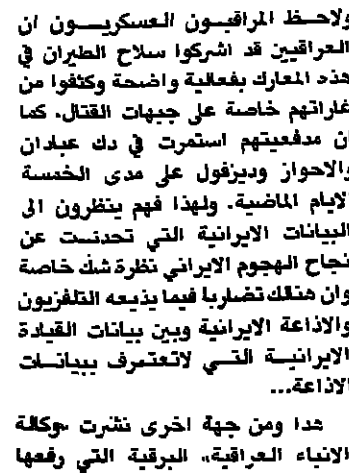 ولاحظ المراقبون العسكريون ان
العراقيين قد اشركوا سلاح الطيران في
هذه المعارك بفعالية واضحة وكثفوا من
غاراتهم خاصة على جبهات القتال. كما
ان مدفعيتهم استمرت في دك عبادان
والاحواز وديزفول على مدى الخمسة
الايام الماضية. ولهذا فهم ينظرون الى
البيانات الايرانية التي تحدثت عن
نجاح الهجوم الايراني نظرة شك خاصة
وان هنالك تضاربا فيما يذيعه التلفزيون
والاذاعة الايرانية وبين بيانات القيادة
الايرانية التي لاتعترف ببيانات
الاذاعة...
هذا ومن جهة اخرى نشرت «وكالة
الانباء العراقية» البرقية التي رفعها